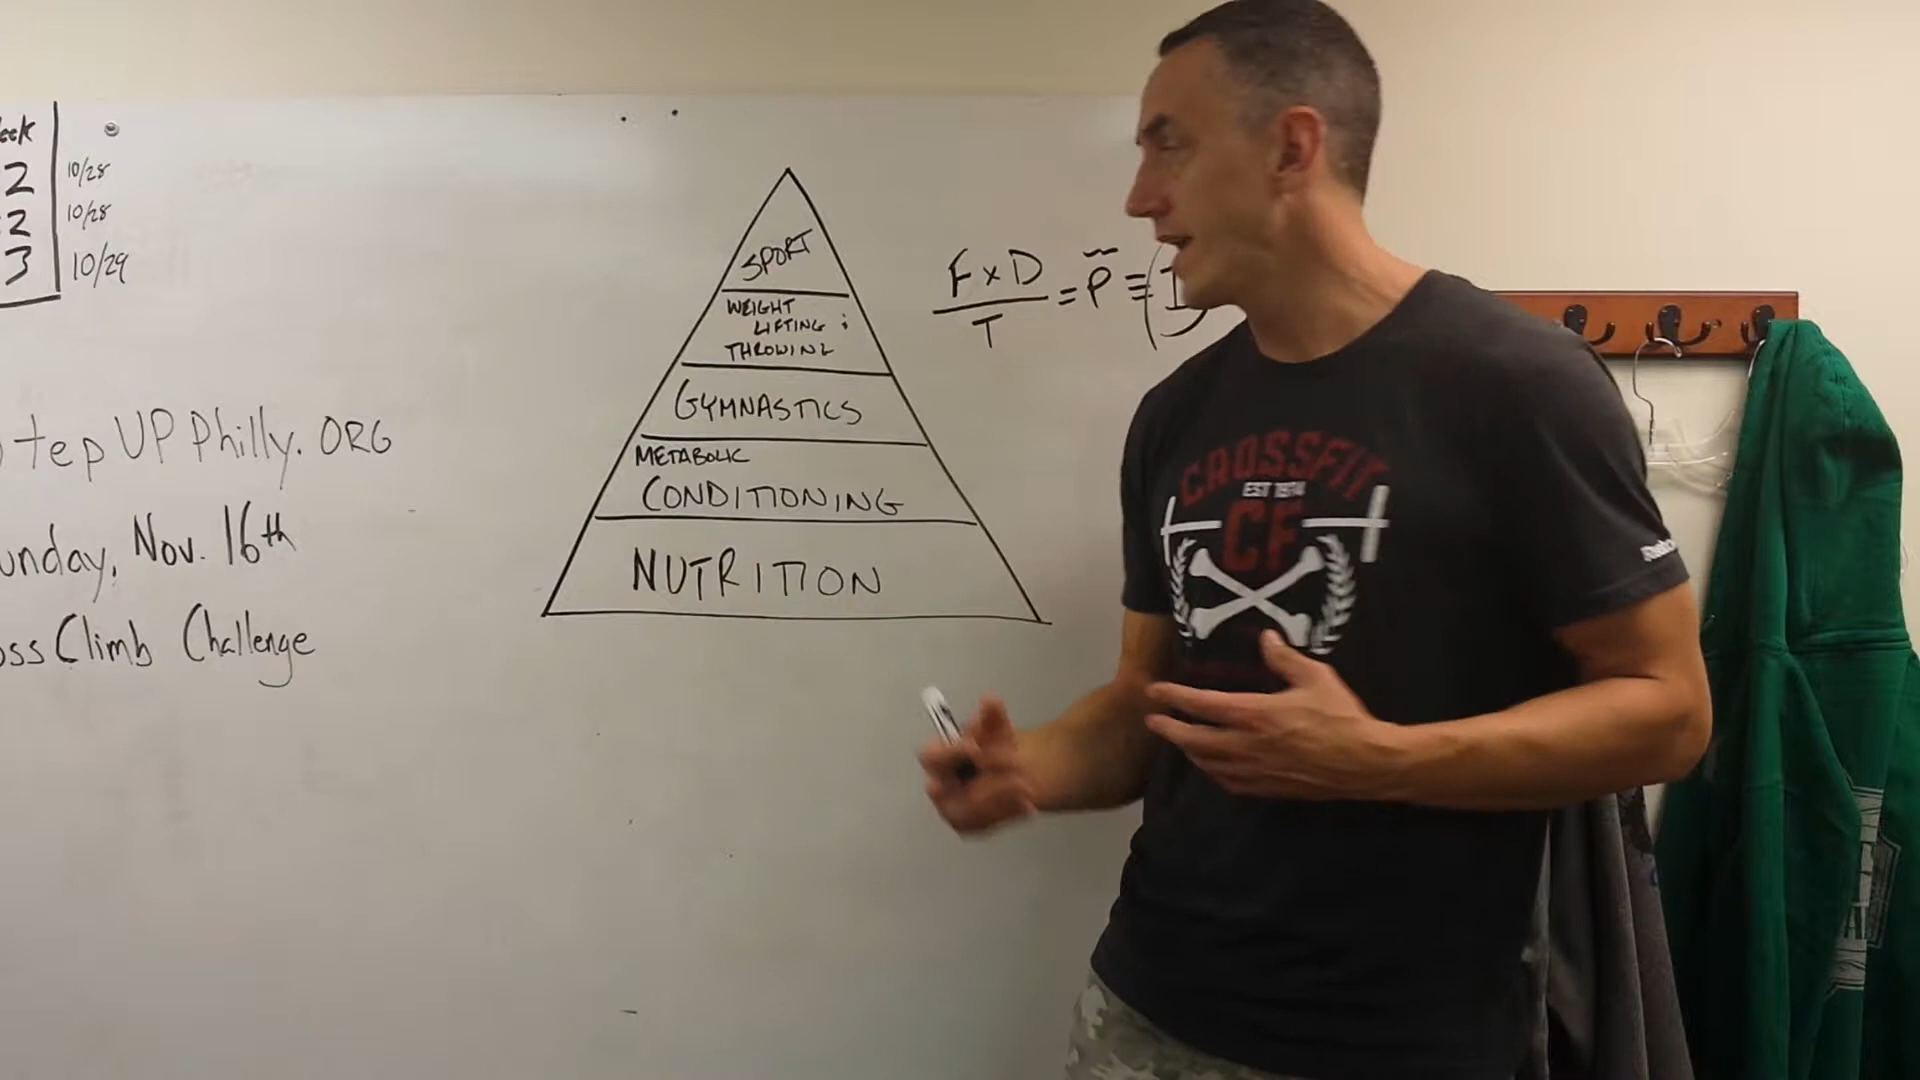 2 10/28
2 10/28
3 10/29
tep UP Philly. ORG
unday, Nov. 16th
oss Climb Challenge
SPORT
WEIGHT
LIFTING ;
THROWING
GYMNASTICS
METABOLIC
CONDITIONING
NUTRITION
F x D
T
= P ≡ (I)
CROSSFIT
EST 1974
CF